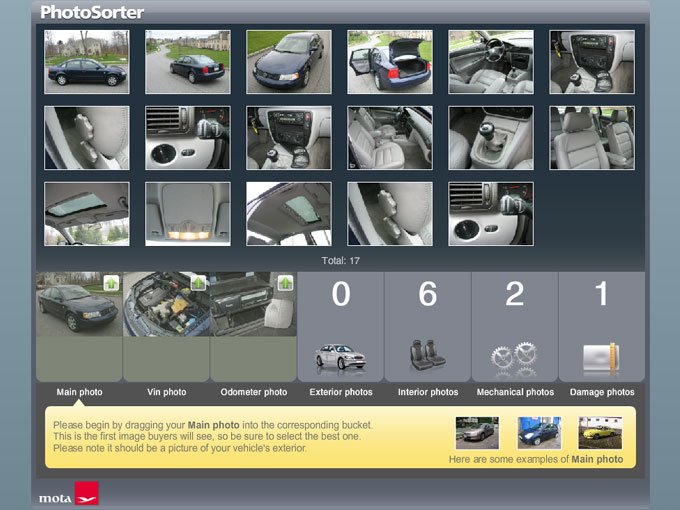 PhotoSorter
Total: 17
0
6
2
1
Main photo
Vin photo
Odometer photo
Exterior photos
Interior photos
Mechanical photos
Damage photos
Please begin by dragging your Main photo into the corresponding bucket.
This is the first image buyers will see, so be sure to select the best one.
Please note it should be a picture of your vehicle's exterior.
Here are some examples of Main photo
mota